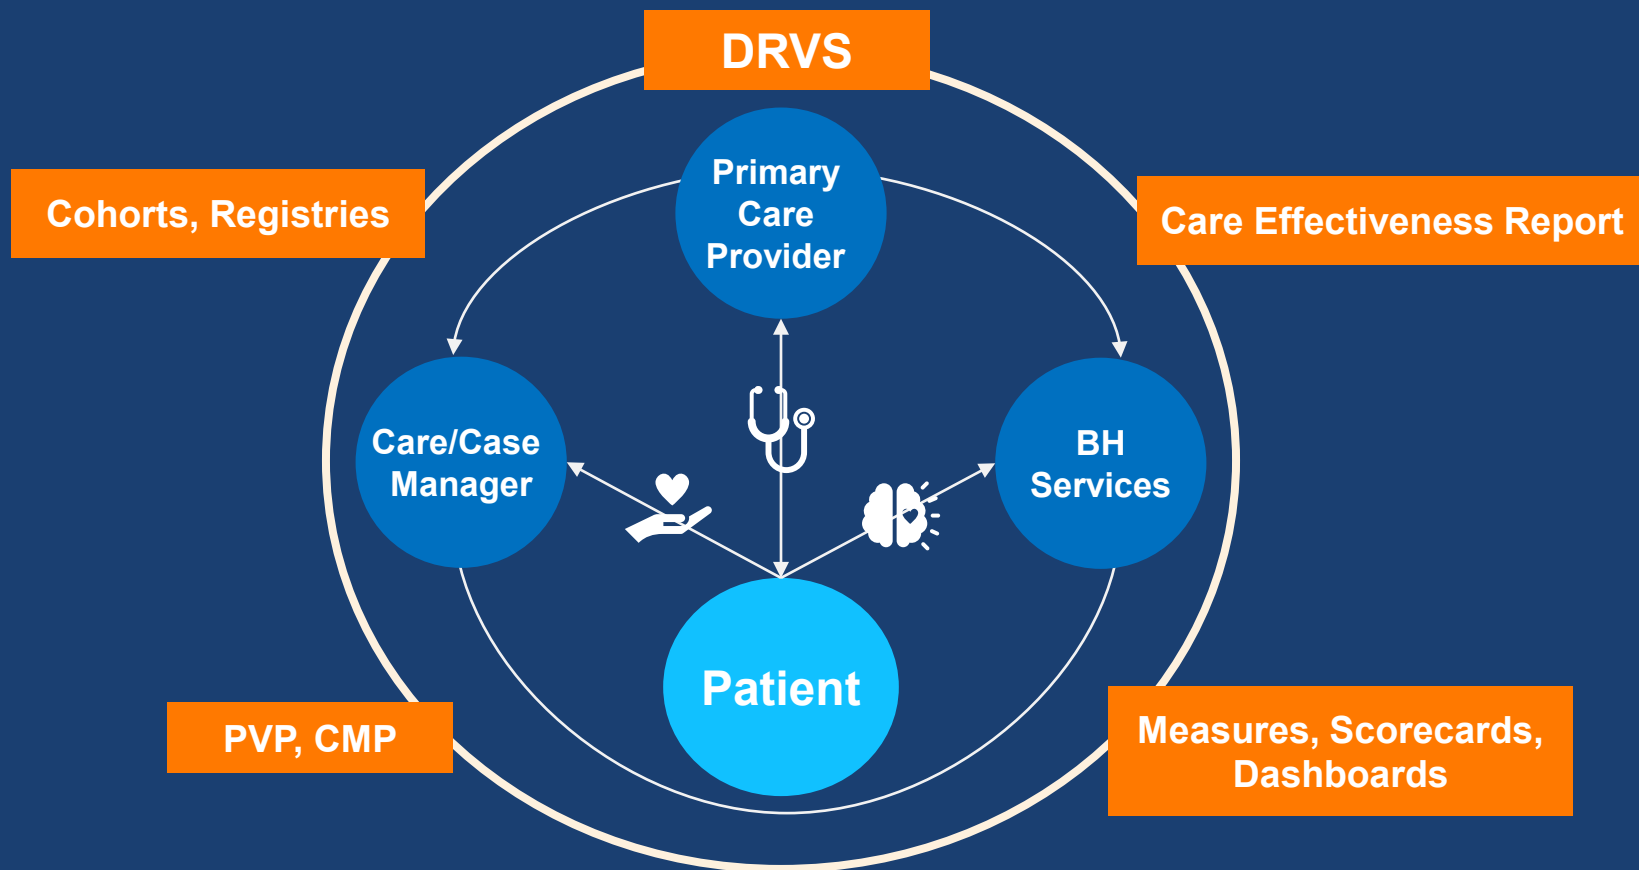 DRVS
Primary
Care
Provider
Cohorts, Registries
Care Effectiveness Report
Care/Case
Manager
BH
Services
Patient
PVP, CMP
Measures, Scorecards,
Dashboards